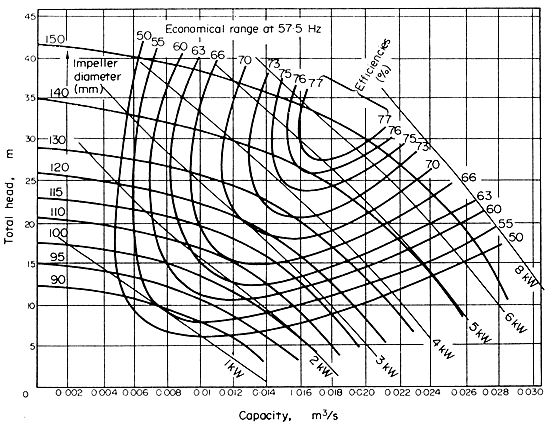 45
Economical range at 57·5 Hz
50 55 60 63 66 70 73 75 76 77
Efficiences
(%)
150
40
Impeller
diameter
(mm)
140
35
77
76
75
73
130
30
70
120
66
Total head, m
25
115
63
110
60
20
55
100
50
15
95
90
10
8 kW
6 kW
5 kW
5
4 kW
3 kW
2 kW
1 kW
0 0·002 0·004 0·006 0·008 0·01 0·012 0·014 0·016 0·018 0·020 0·022 0·024 0·026 0·028 0·030
Capacity, m³/s